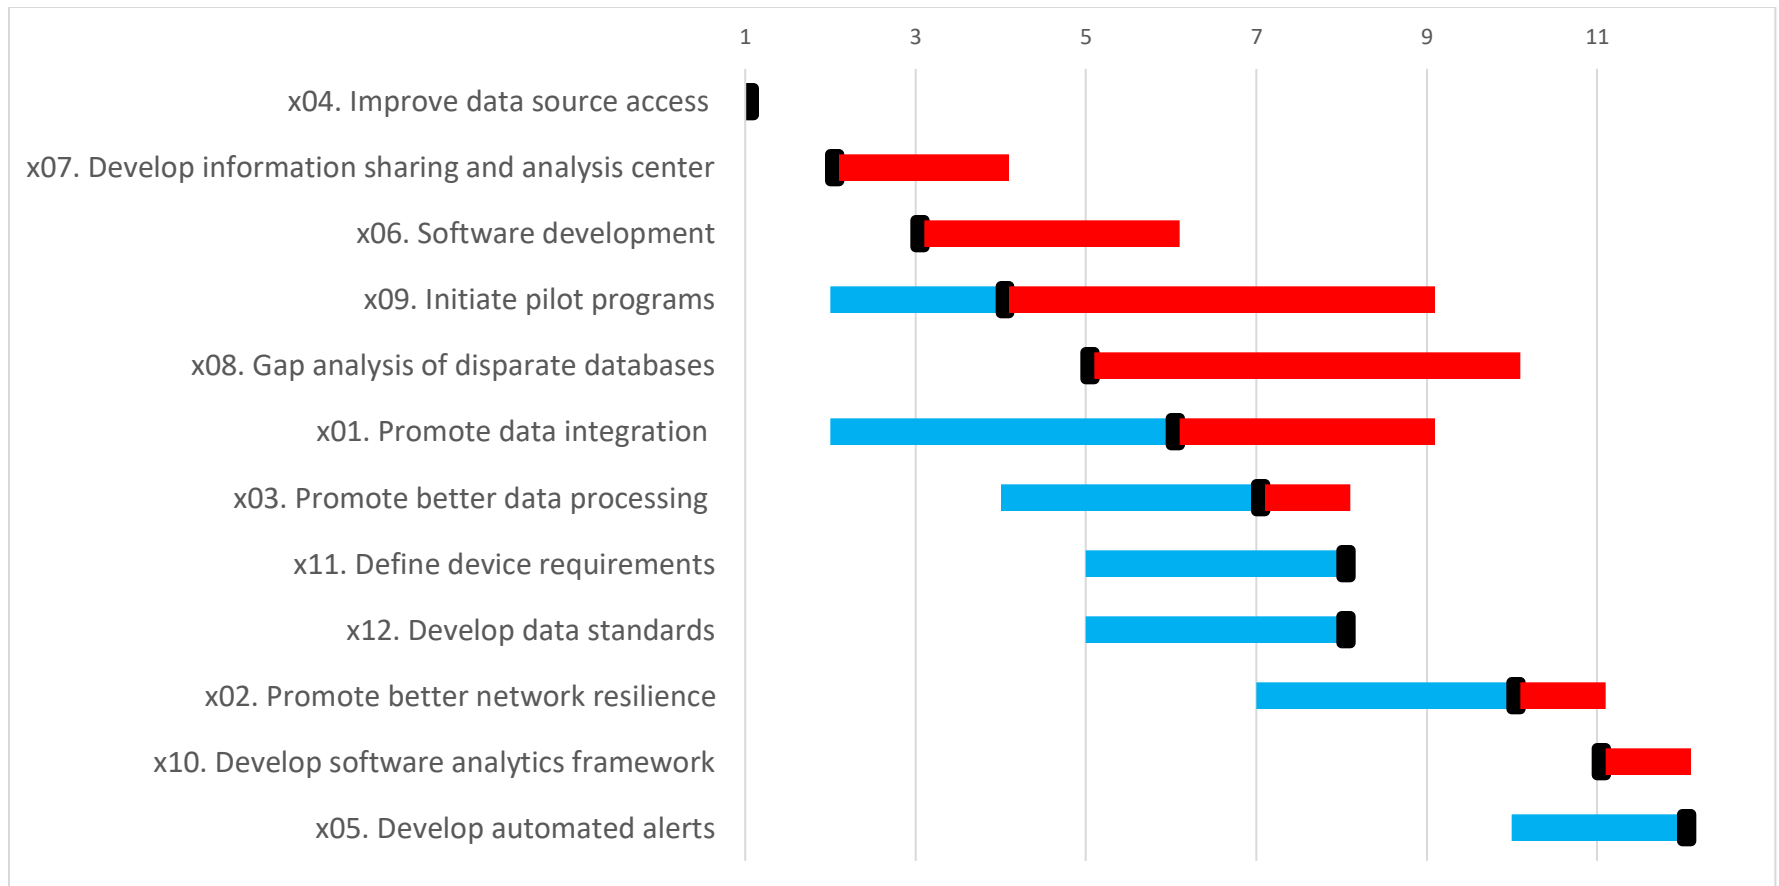 1 3 5 7 9 11
x04. Improve data source access
x07. Develop information sharing and analysis center
x06. Software development
x09. Initiate pilot programs
x08. Gap analysis of disparate databases
x01. Promote data integration
x03. Promote better data processing
x11. Define device requirements
x12. Develop data standards
x02. Promote better network resilience
x10. Develop software analytics framework
x05. Develop automated alerts